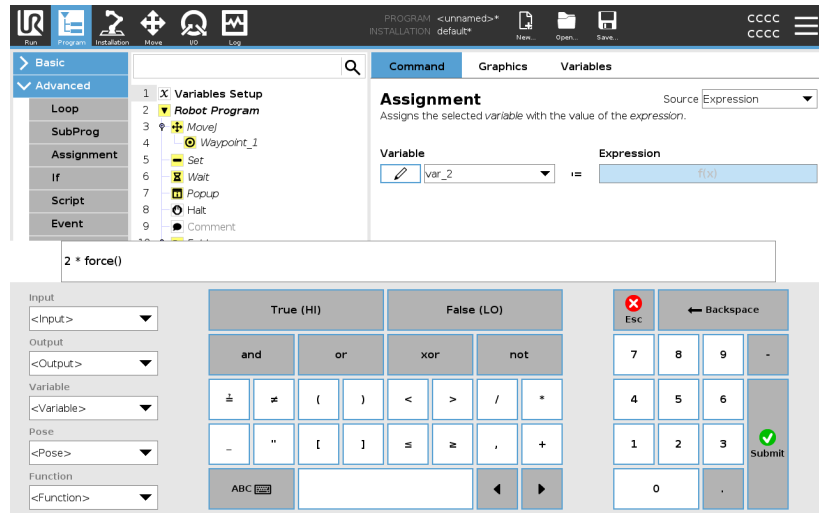 PROGRAM <unnamed>*
INSTALLATION default*
CCCC
CCCC
Run Program Installation Move I/O Log New... Open... Save...
Basic
Command Graphics Variables
Advanced
1 X Variables Setup
Assignment
Source Expression
Loop
2 Robot Program
Assigns the selected variable with the value of the expression.
SubProg
3 MoveJ
4 Waypoint_1
Assignment
5 Set
Variable Expression
If
6 Wait
var_2 := f(x)
Script
7 Popup
8 Halt
Event
9 Comment
2 * force()
Input
<Input>
True (HI) False (LO) Esc Backspace
Output
<Output>
and or xor not 7 8 9 -
Variable
<Variable>
≟ ≠ ( ) < > / * 4 5 6
Pose
<Pose>
_ " [ ] ≤ ≥ , + 1 2 3 Submit
Function
<Function>
ABC 0 .